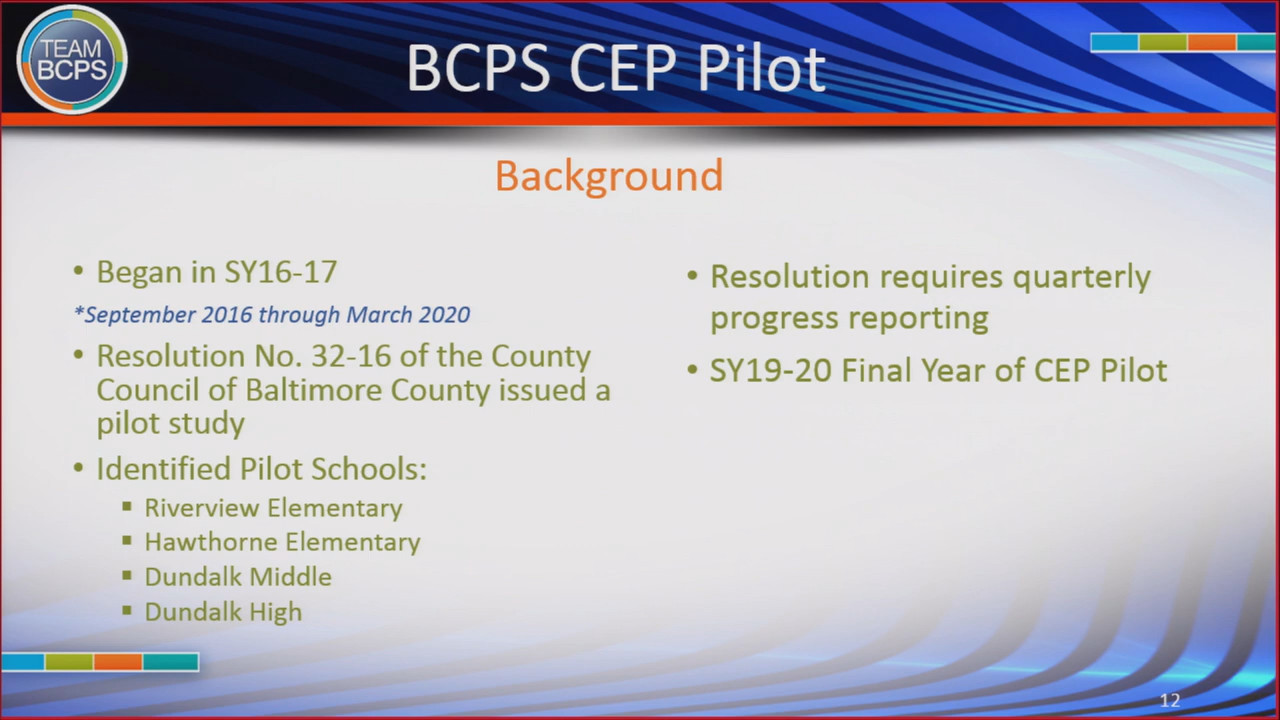 TEAM
BCPS
BCPS CEP Pilot
Background
• Began in SY16-17
*September 2016 through March 2020
• Resolution No. 32-16 of the County
Council of Baltimore County issued a
pilot study
• Identified Pilot Schools:
▪ Riverview Elementary
▪ Hawthorne Elementary
▪ Dundalk Middle
▪ Dundalk High
• Resolution requires quarterly
progress reporting
• SY19-20 Final Year of CEP Pilot
12